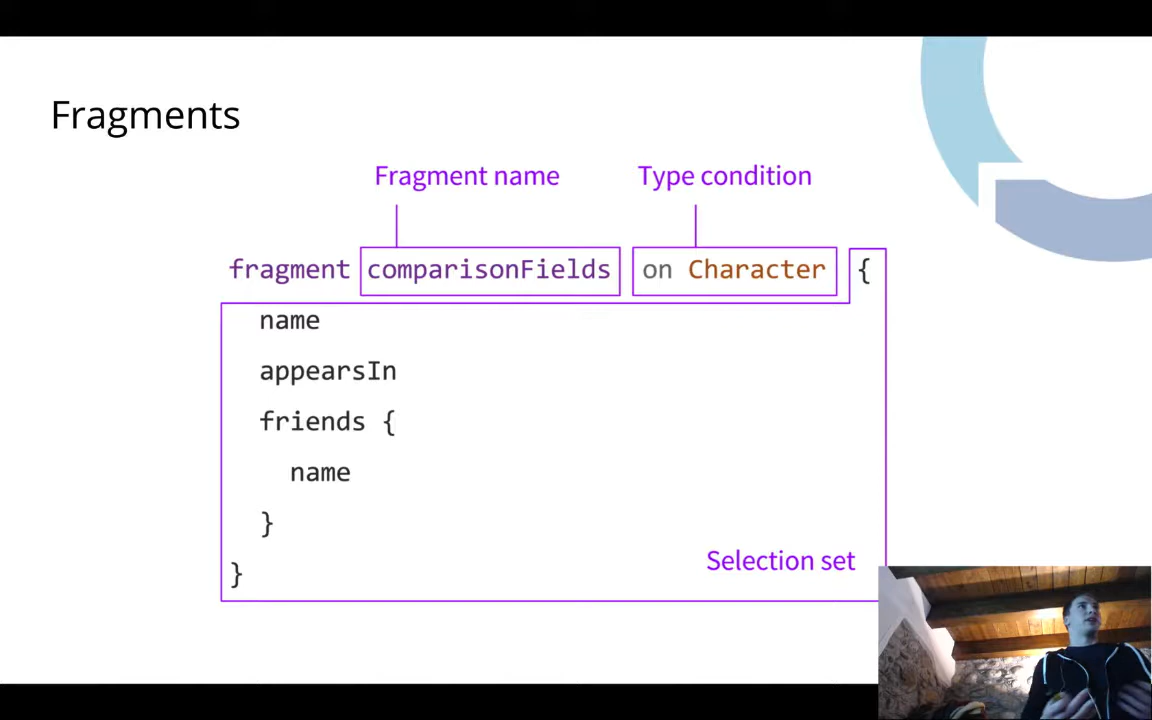 Fragments
Fragment name
Type condition
fragment comparisonFields on Character {
name
appearsIn
friends {
name
}
}
Selection set